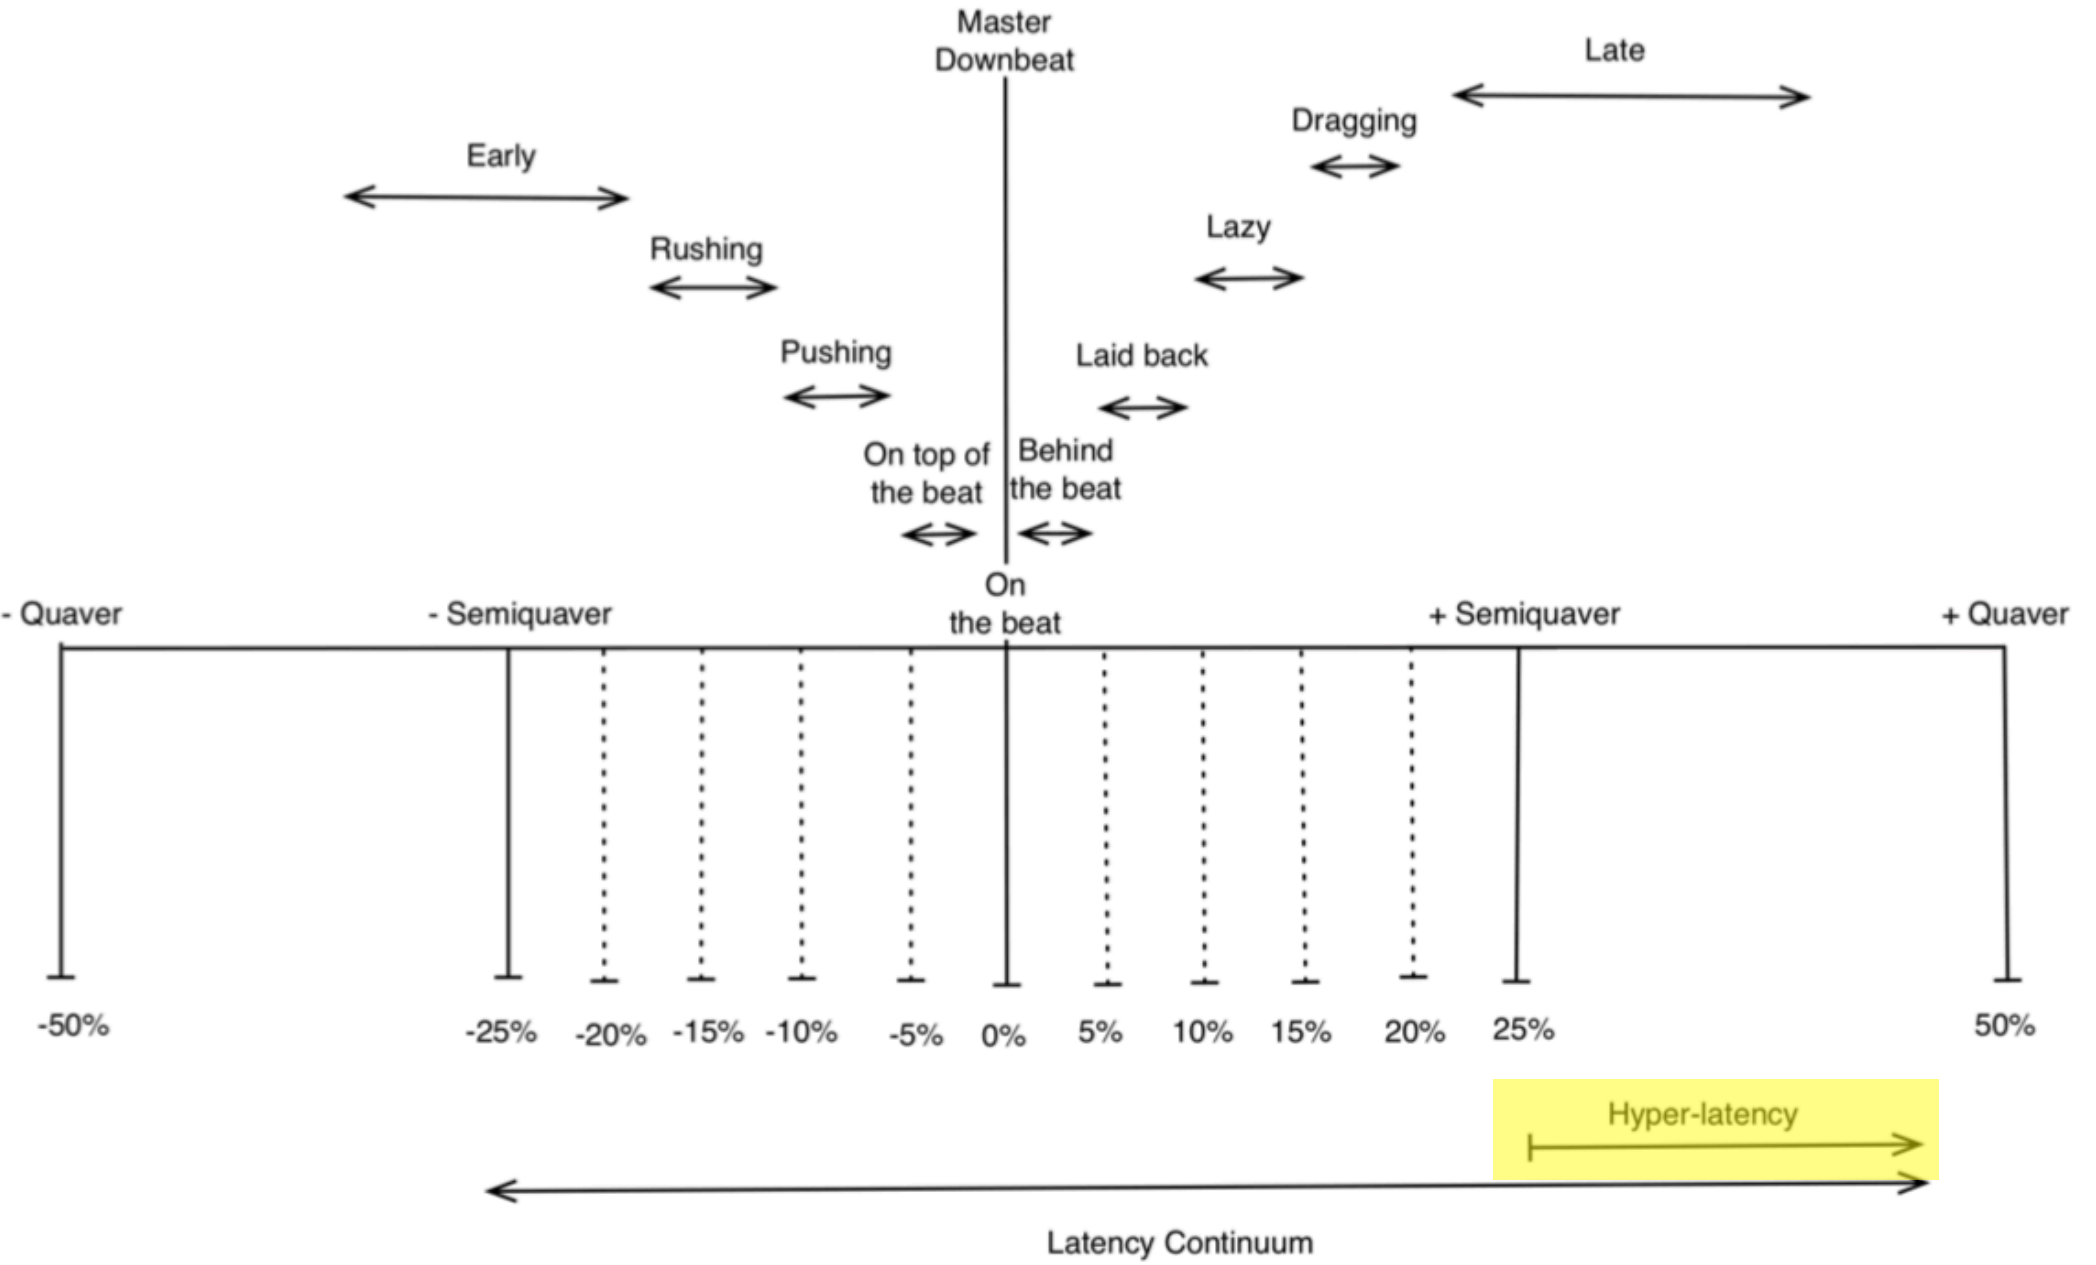 Master
Downbeat
Late
Dragging
Early
Lazy
Rushing
Pushing
Laid back
On top of
the beat
Behind
the beat
On
the beat
- Quaver
- Semiquaver
+ Semiquaver
+ Quaver
-50%
-25%
-20%
-15%
-10%
-5%
0%
5%
10%
15%
20%
25%
50%
Hyper-latency
Latency Continuum